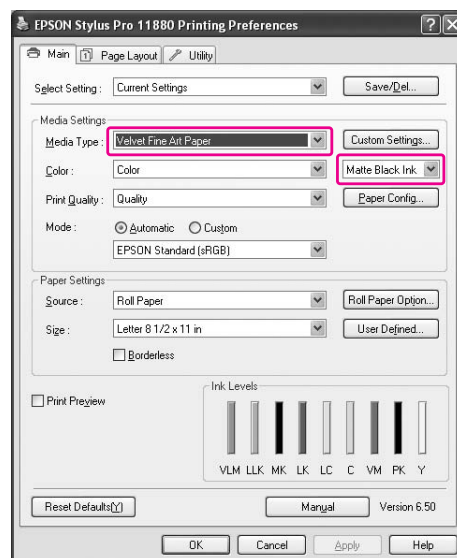 EPSON Stylus Pro 11880 Printing Preferences
Main Page Layout Utility
Select Setting : Current Settings Save/Del...
Media Settings
Media Type : Velvet Fine Art Paper Custom Settings...
Color : Color Matte Black Ink
Print Quality : Quality Paper Config...
Mode : Automatic Custom
EPSON Standard (sRGB)
Paper Settings
Source : Roll Paper Roll Paper Option...
Size : Letter 8 1/2 x 11 in User Defined...
Borderless
Print Preview
Ink Levels
VLM LLK MK LK LC C VM PK Y
Reset Defaults(Y) Manual Version 6.50
OK Cancel Apply Help